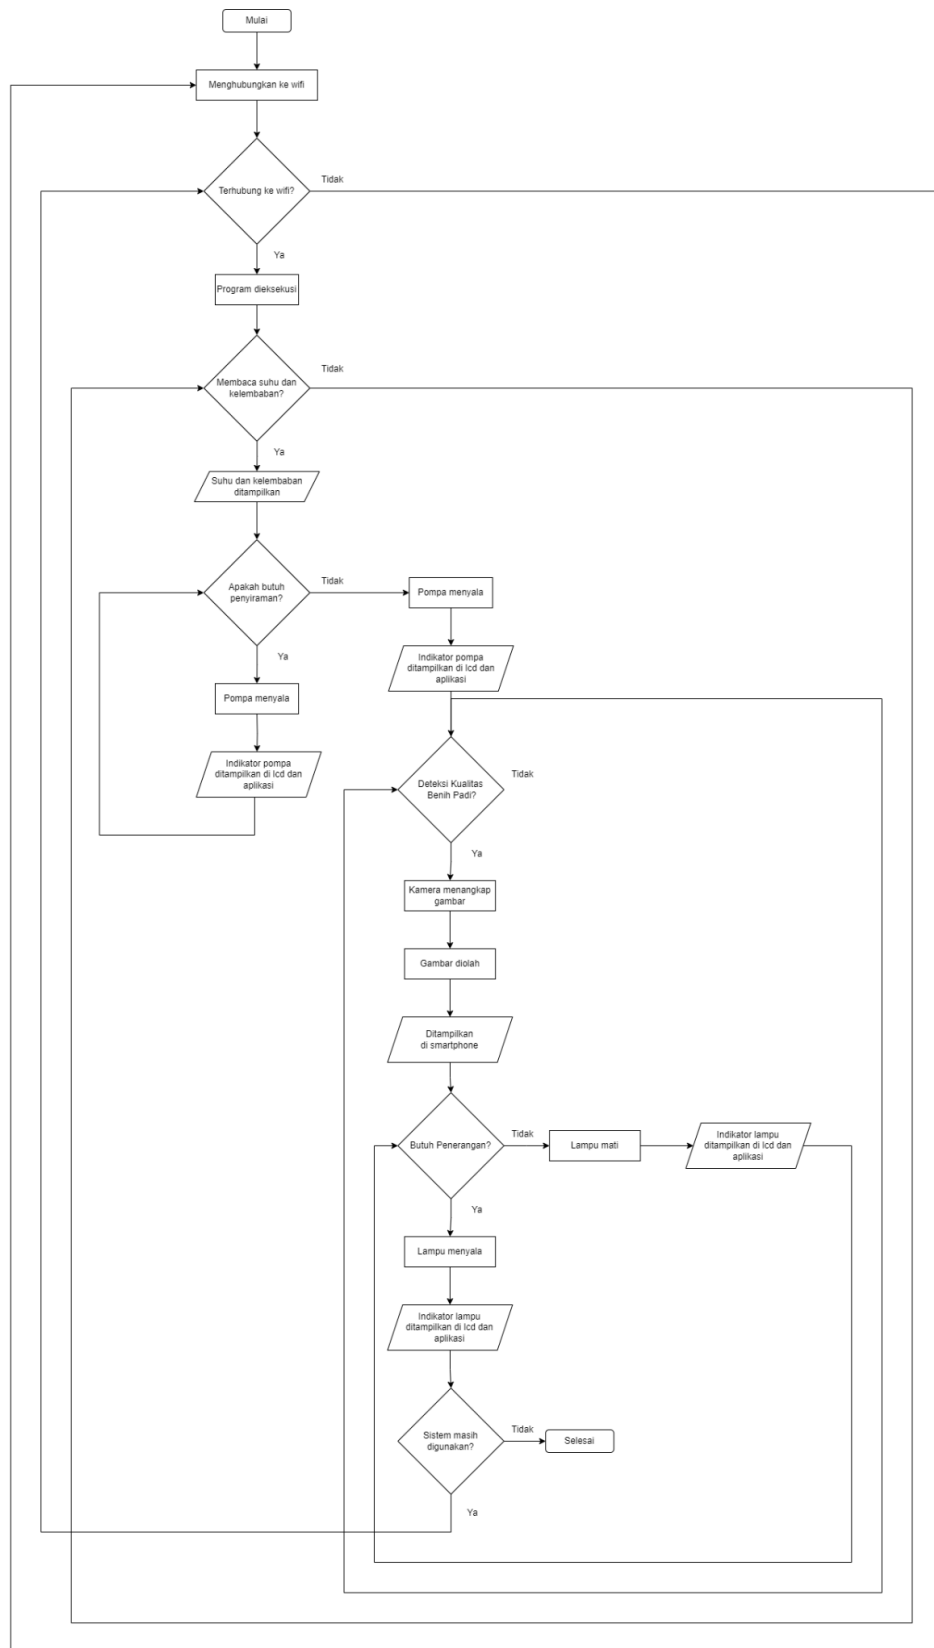 Mulai
Menghubungkan ke wifi
Terhubung ke wifi?
Tidak
Ya
Program dieksekusi
Membaca suhu dan
kelembaban?
Tidak
Ya
Suhu dan kelembaban
ditampilkan
Apakah butuh
penyiraman?
Tidak
Pompa menyala
Indikator pompa
ditampilkan di lcd dan
aplikasi
Ya
Pompa menyala
Indikator pompa
ditampilkan di lcd dan
aplikasi
Deteksi Kualitas
Benih Padi?
Tidak
Ya
Kamera menangkap
gambar
Gambar diolah
Ditampilkan
di smartphone
Butuh Penerangan?
Tidak
Lampu mati
Indikator lampu
ditampilkan di lcd dan
aplikasi
Ya
Lampu menyala
Indikator lampu
ditampilkan di lcd dan
aplikasi
Sistem masih
digunakan?
Tidak
Selesai
Ya